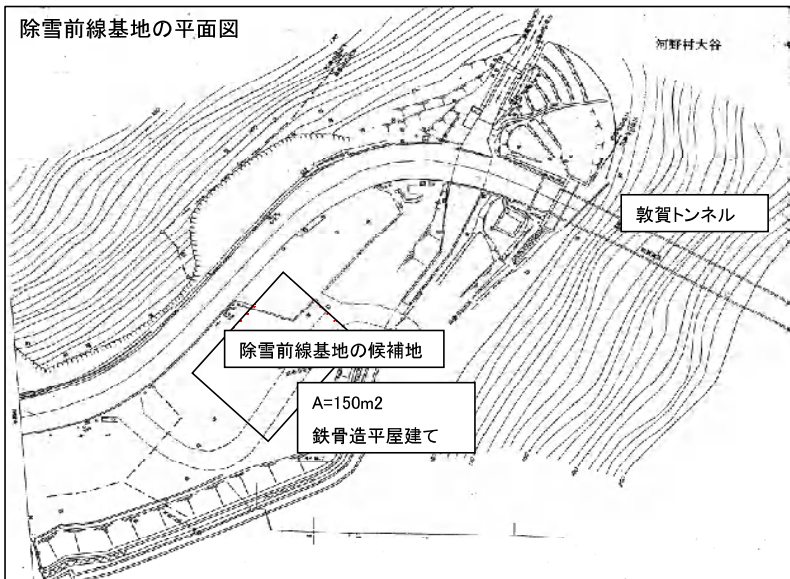 除雪前線基地の平面図
河野村大谷
敦賀トンネル
除雪前線基地の候補地
A=150m2
鉄骨造平屋建て